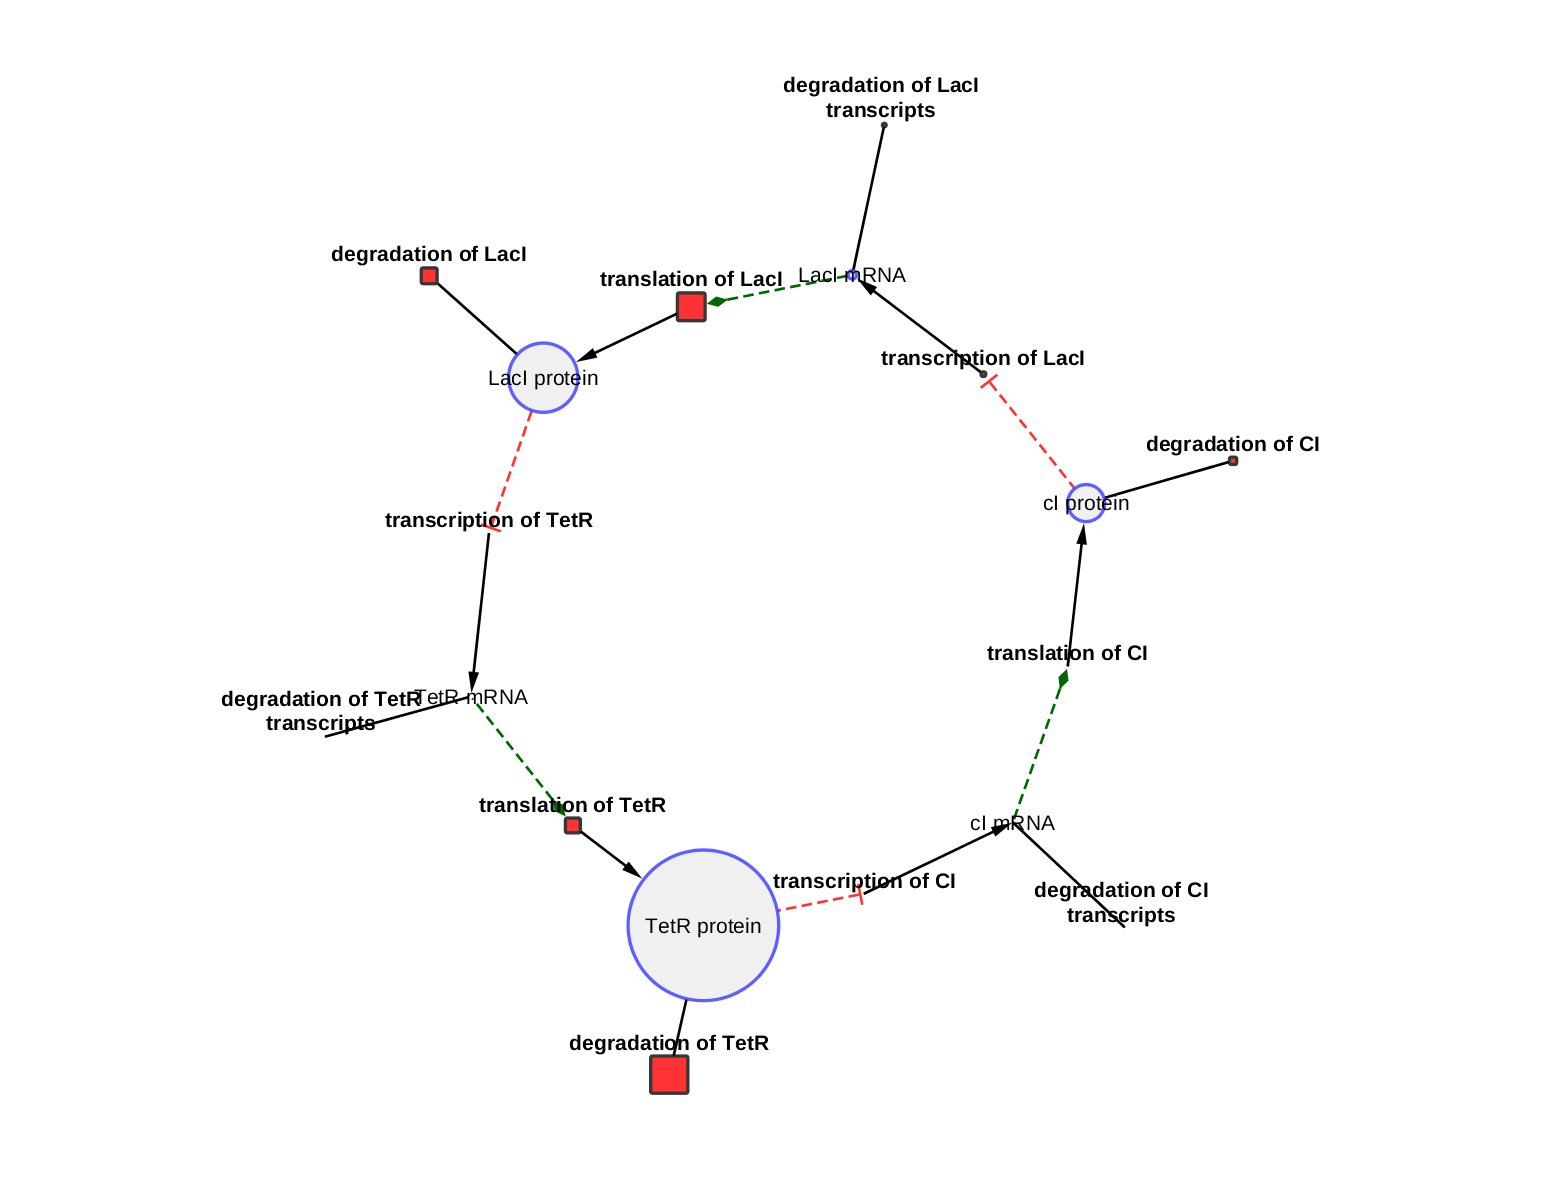 degradation of LacI
transcripts
degradation of LacI
translation of LacI
LacI mRNA
transcription of LacI
LacI protein
degradation of CI
cI protein
transcription of TetR
translation of CI
degradation of TetR
transcripts
TetR mRNA
translation of TetR
cI mRNA
transcription of CI
degradation of CI
transcripts
TetR protein
degradation of TetR